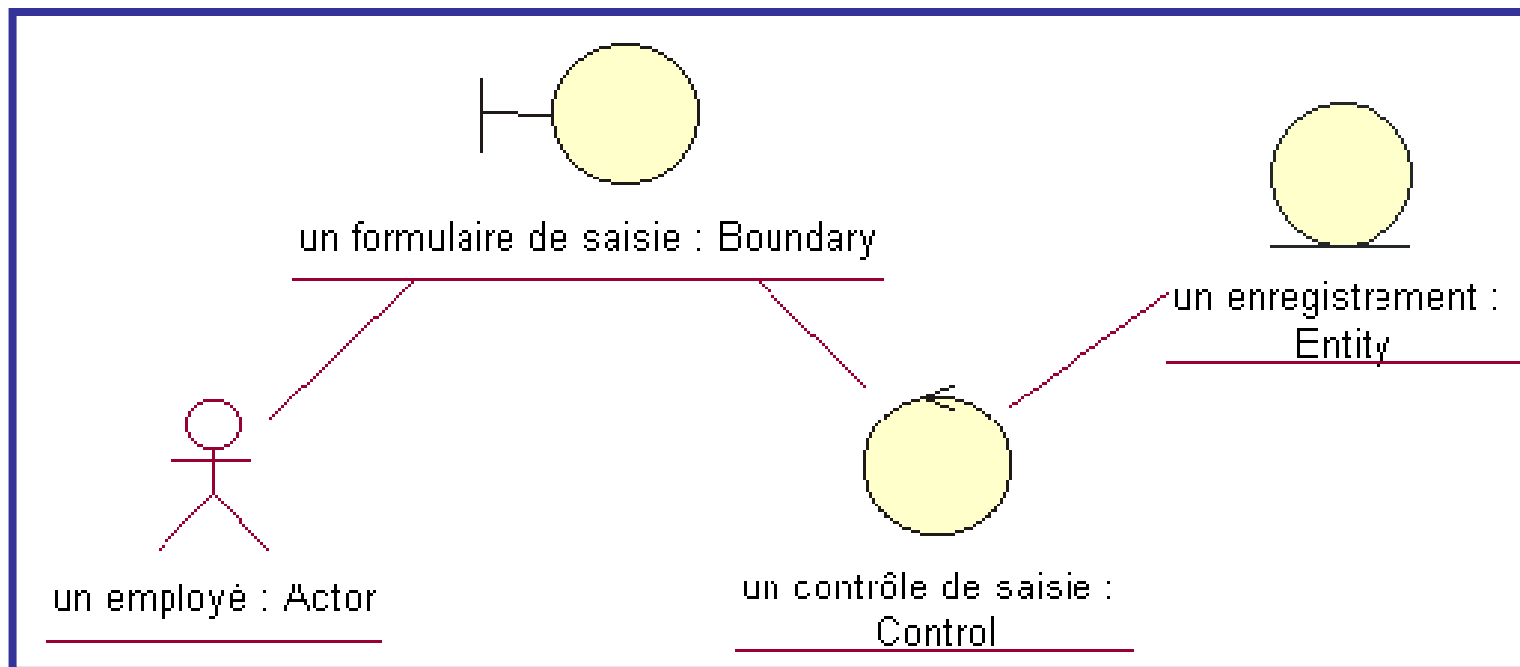 un formulaire de saisie : Boundary
un enregistrement :
Entity
un employé : Actor
un contrôle de saisie :
Control